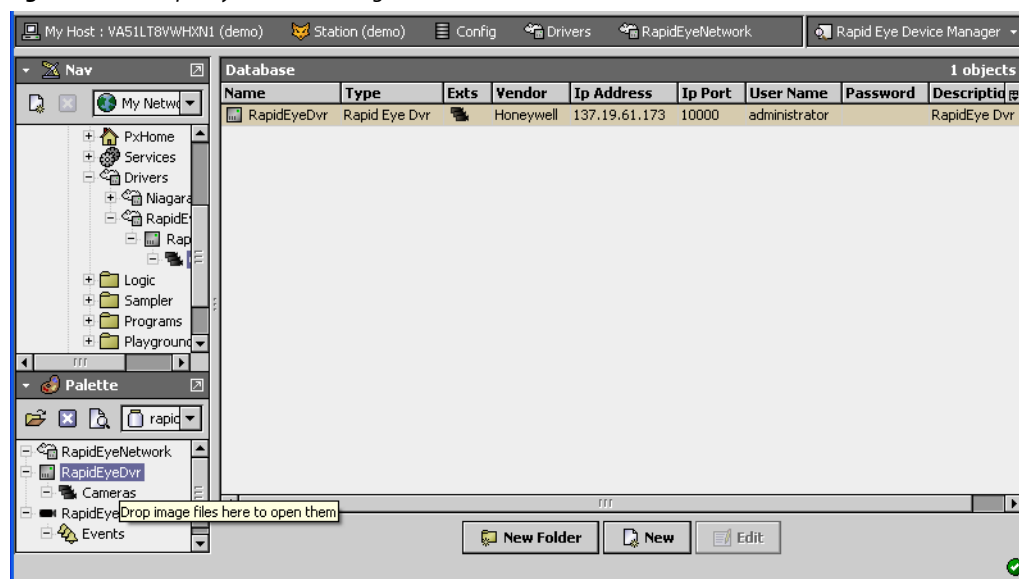 My Host : VA51LT8VWHXN1 (demo) Station (demo) Config Drivers RapidEyeNetwork Rapid Eye Device Manager
Nav
My Netwo
PxHome
Services
Drivers
Niagara
RapidE
Rap
Logic
Sampler
Programs
Playground
Palette
rapid
RapidEyeNetwork
RapidEyeDvr
Cameras
RapidEye
Events
Drop image files here to open them
Database 1 objects
Name Type Exts Vendor Ip Address Ip Port User Name Password Descriptio
RapidEyeDvr Rapid Eye Dvr Honeywell 137.19.61.173 10000 administrator RapidEye Dvr
New Folder New Edit